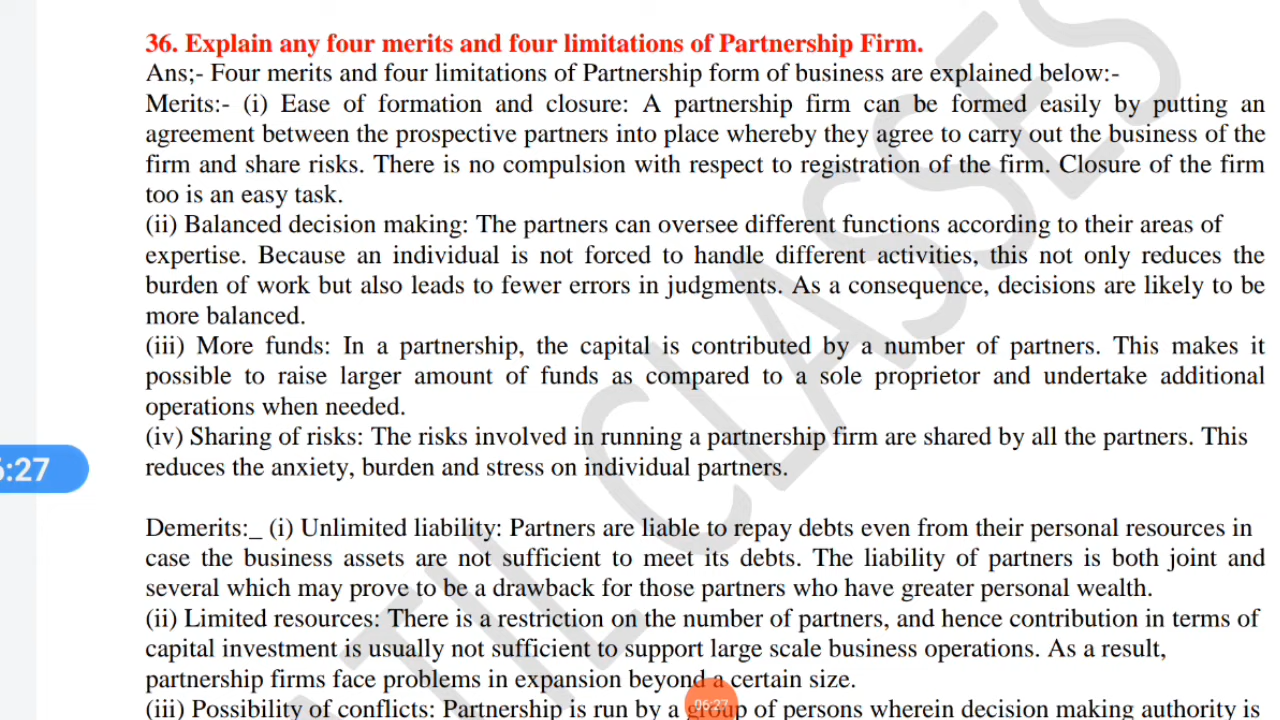 36. Explain any four merits and four limitations of Partnership Firm.
Ans;- Four merits and four limitations of Partnership form of business are explained below:-
Merits:- (i) Ease of formation and closure: A partnership firm can be formed easily by putting an
agreement between the prospective partners into place whereby they agree to carry out the business of the
firm and share risks. There is no compulsion with respect to registration of the firm. Closure of the firm
too is an easy task.
(ii) Balanced decision making: The partners can oversee different functions according to their areas of
expertise. Because an individual is not forced to handle different activities, this not only reduces the
burden of work but also leads to fewer errors in judgments. As a consequence, decisions are likely to be
more balanced.
(iii) More funds: In a partnership, the capital is contributed by a number of partners. This makes it
possible to raise larger amount of funds as compared to a sole proprietor and undertake additional
operations when needed.
(iv) Sharing of risks: The risks involved in running a partnership firm are shared by all the partners. This
reduces the anxiety, burden and stress on individual partners.
:27
Demerits:_ (i) Unlimited liability: Partners are liable to repay debts even from their personal resources in
case the business assets are not sufficient to meet its debts. The liability of partners is both joint and
several which may prove to be a drawback for those partners who have greater personal wealth.
(ii) Limited resources: There is a restriction on the number of partners, and hence contribution in terms of
capital investment is usually not sufficient to support large scale business operations. As a result,
partnership firms face problems in expansion beyond a certain size.
(iii) Possibility of conflicts: Partnership is run by a group of persons wherein decision making authority is
06:27
TIL CLASSES